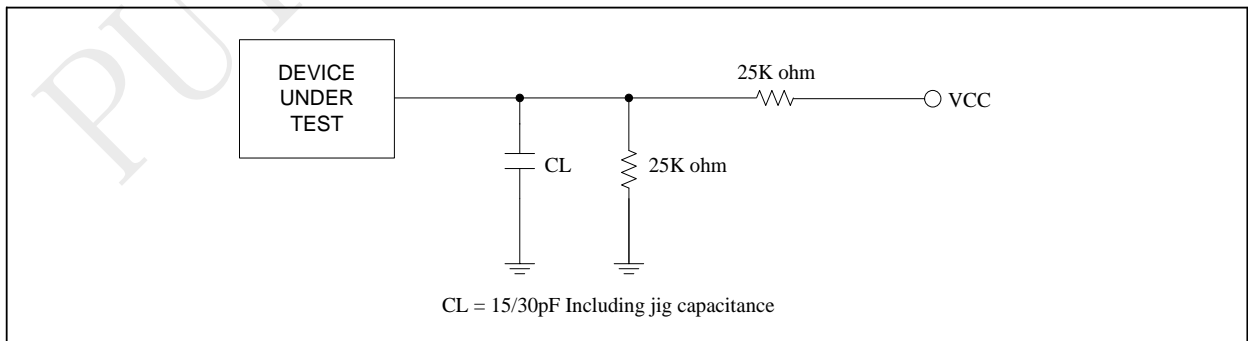 DEVICE
UNDER
TEST
25K ohm
VCC
CL
25K ohm
CL = 15/30pF Including jig capacitance